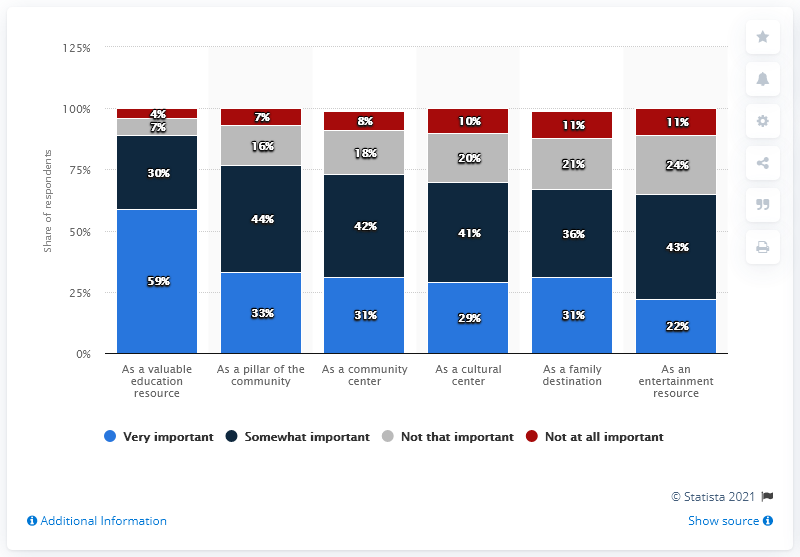 125%
100%
75%
50%
25%
0%
Share of respondents
4%
7%
30%
59%
7%
16%
44%
33%
8%
18%
42%
31%
10%
20%
41%
29%
11%
21%
36%
31%
11%
24%
43%
22%
As a valuable
education
resource
As a pillar of the
community
As a community
center
As a cultural
center
As a family
destination
As an
entertainment
resource
Very important
Somewhat important
Not that important
Not at all important
© Statista 2021
Additional Information
Show source